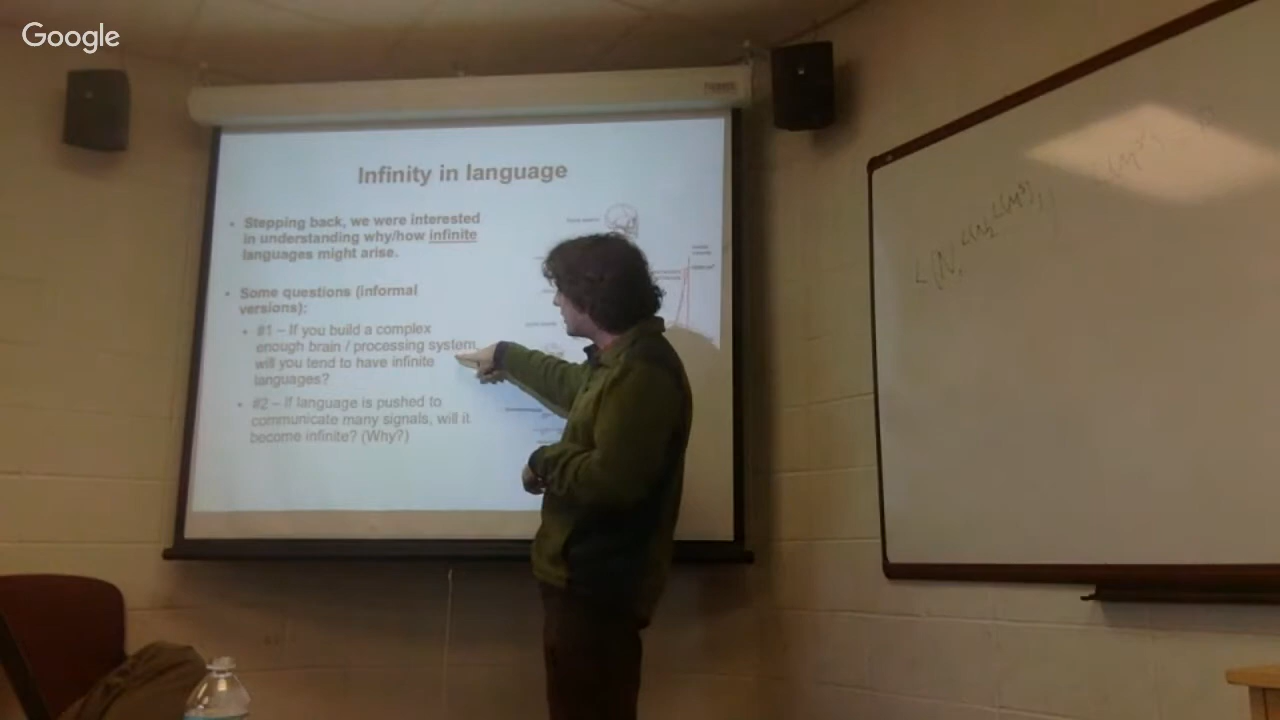 Google
Infinity in language
• Stepping back, we were interested
in understanding why/how infinite
languages might arise.
• Some questions (informal
versions):
• #1 – If you build a complex
enough brain / processing system,
will you tend to have infinite
languages?
• #2 – If language is pushed to
communicate many signals, will it
become infinite? (Why?)